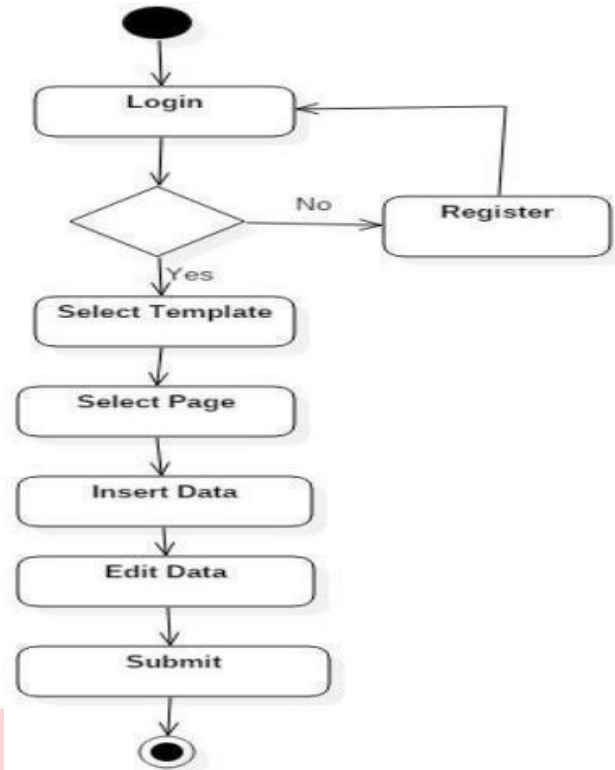 Login
No
Register
Yes
Select Template
Select Page
Insert Data
Edit Data
Submit